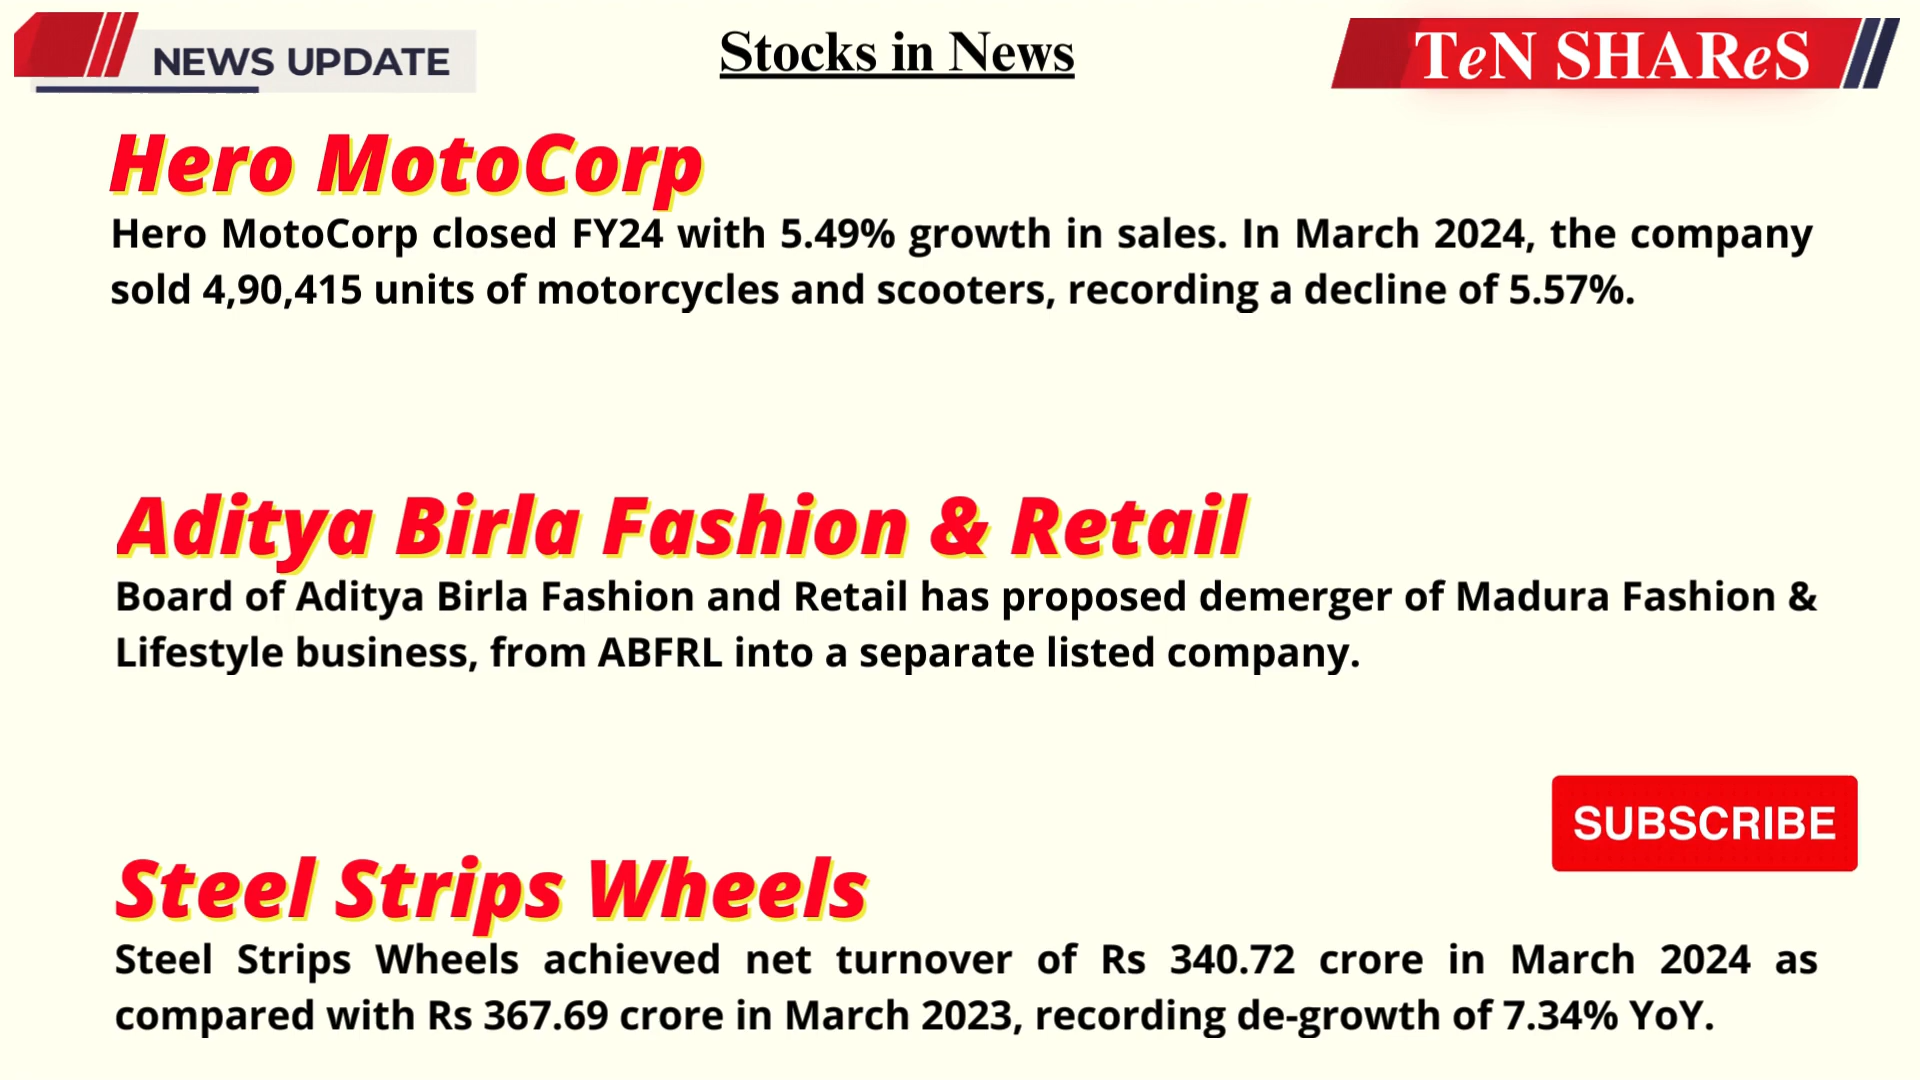 NEWS UPDATE
Stocks in News
TeN SHAReS
Hero MotoCorp
Hero MotoCorp closed FY24 with 5.49% growth in sales. In March 2024, the company
sold 4,90,415 units of motorcycles and scooters, recording a decline of 5.57%.
Aditya Birla Fashion & Retail
Board of Aditya Birla Fashion and Retail has proposed demerger of Madura Fashion &
Lifestyle business, from ABFRL into a separate listed company.
SUBSCRIBE
Steel Strips Wheels
Steel Strips Wheels achieved net turnover of Rs 340.72 crore in March 2024 as
compared with Rs 367.69 crore in March 2023, recording de-growth of 7.34% YoY.